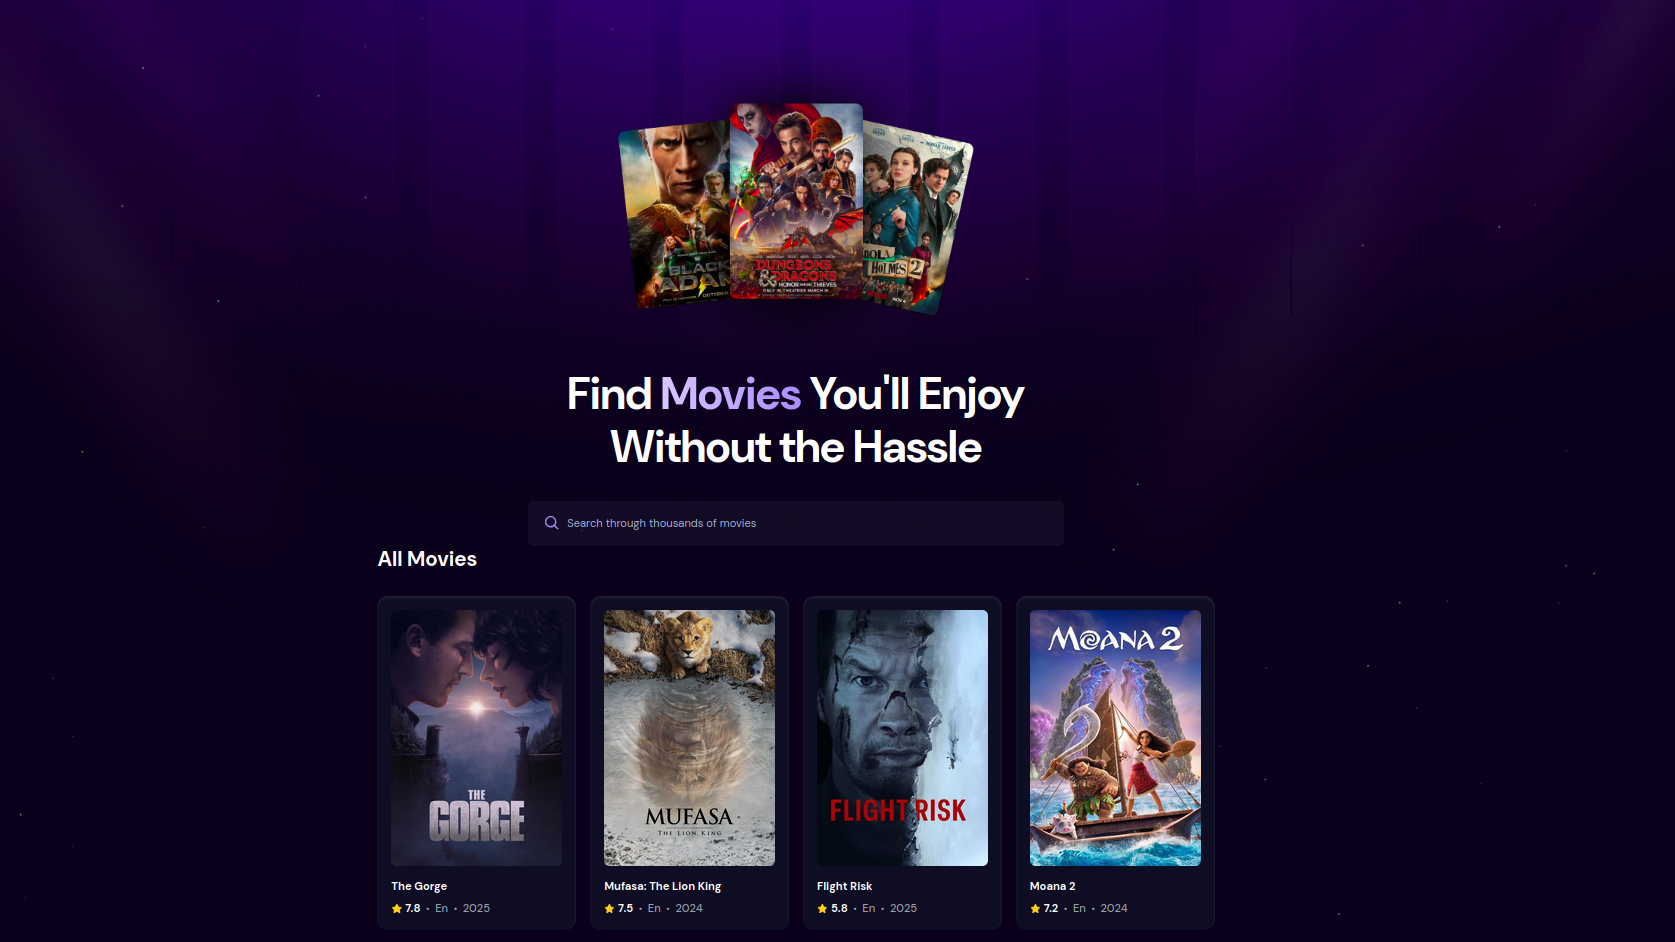 BLACK
ADAM
DUNGEONS
& DRAGONS
HONOR AMONG THIEVES
ONLY IN THEATRES MARCH 31
HOLMES 2
NOV 4
Find Movies You'll Enjoy
Without the Hassle
Search through thousands of movies
All Movies
THE
GORGE
MUFASA
THE LION KING
FLIGHT RISK
MOANA 2
The Gorge
7.8 • En • 2025
Mufasa: The Lion King
7.5 • En • 2024
Flight Risk
5.8 • En • 2025
Moana 2
7.2 • En • 2024